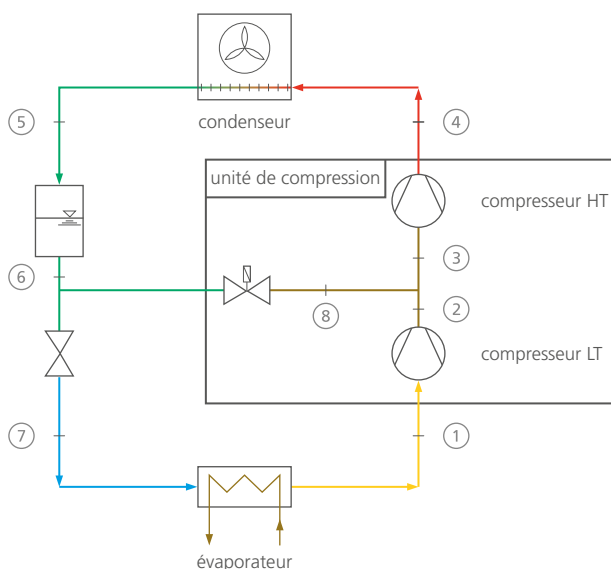 condenseur
5
4
unité de compression
compresseur HT
6
3
8
2
compresseur LT
7
1
évaporateur